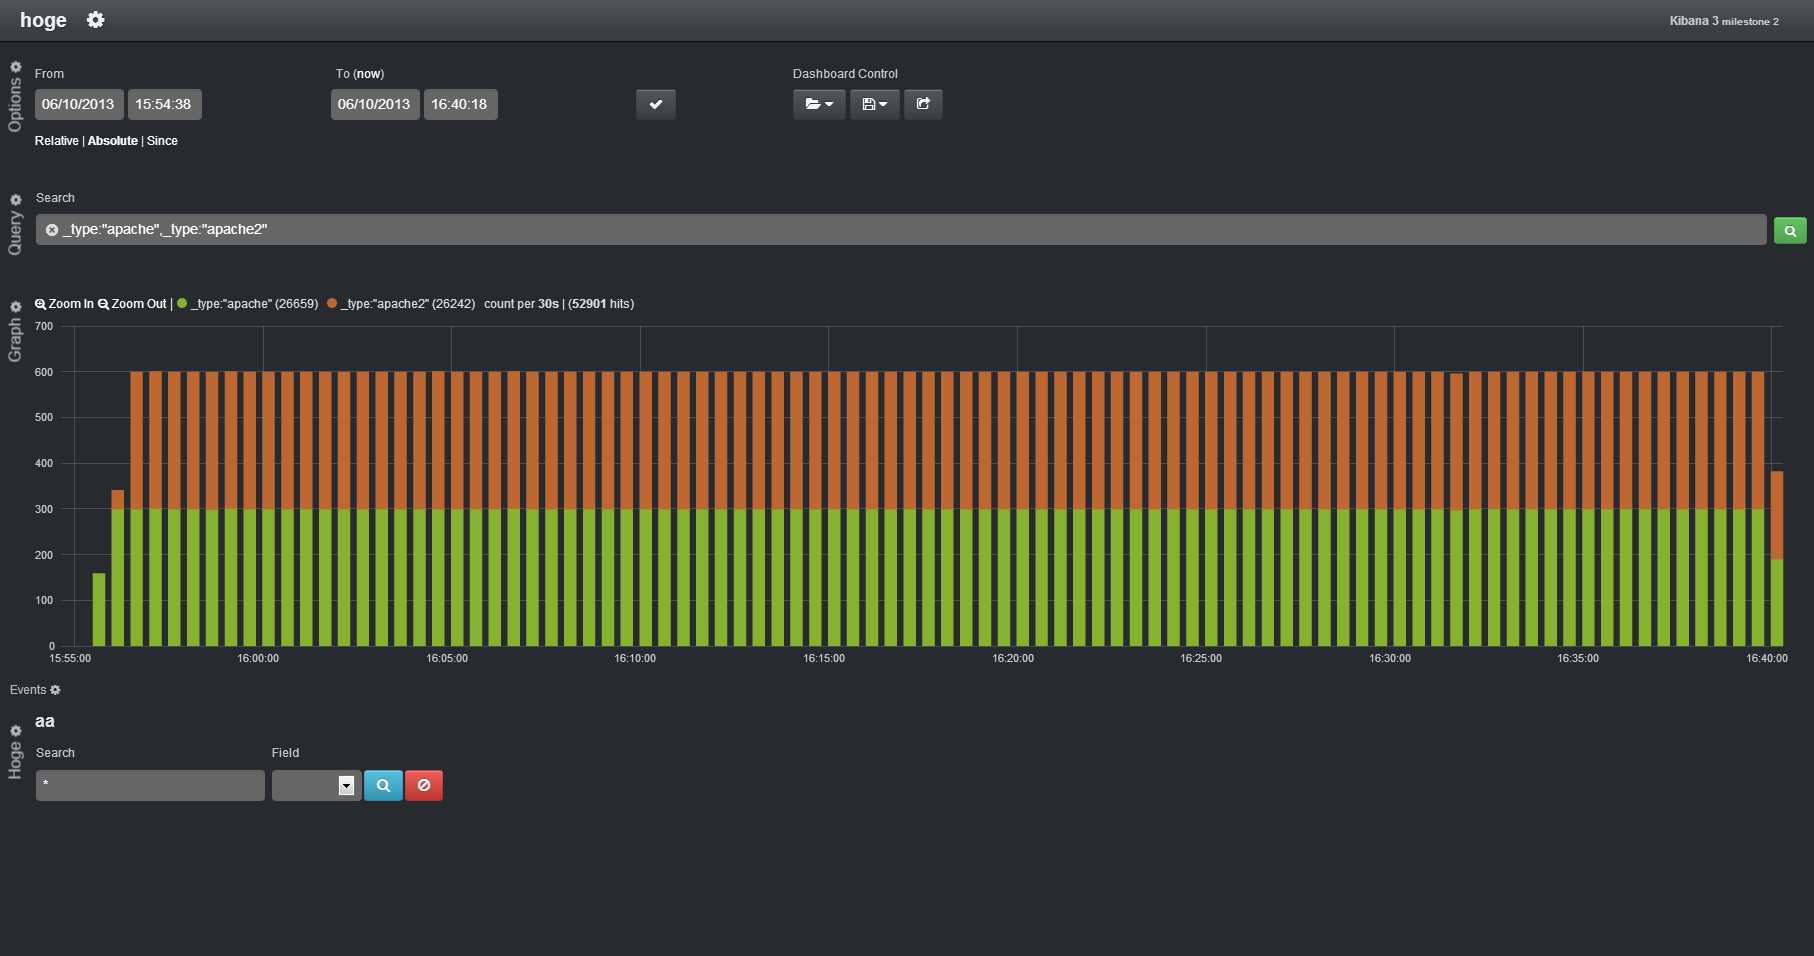 hoge
Kibana 3 milestone 2
Options
From
To (now)
Dashboard Control
06/10/2013 15:54:38
06/10/2013 16:40:18
Relative | Absolute | Since
Query
Search
_type:"apache",_type:"apache2"
Graph
Zoom In Zoom Out | _type:"apache" (26659) _type:"apache2" (26242) count per 30s | (52901 hits)
700
600
500
400
300
200
100
0
15:55:00 16:00:00 16:05:00 16:10:00 16:15:00 16:20:00 16:25:00 16:30:00 16:35:00 16:40:00
Events
Hoge
aa
Search Field
*